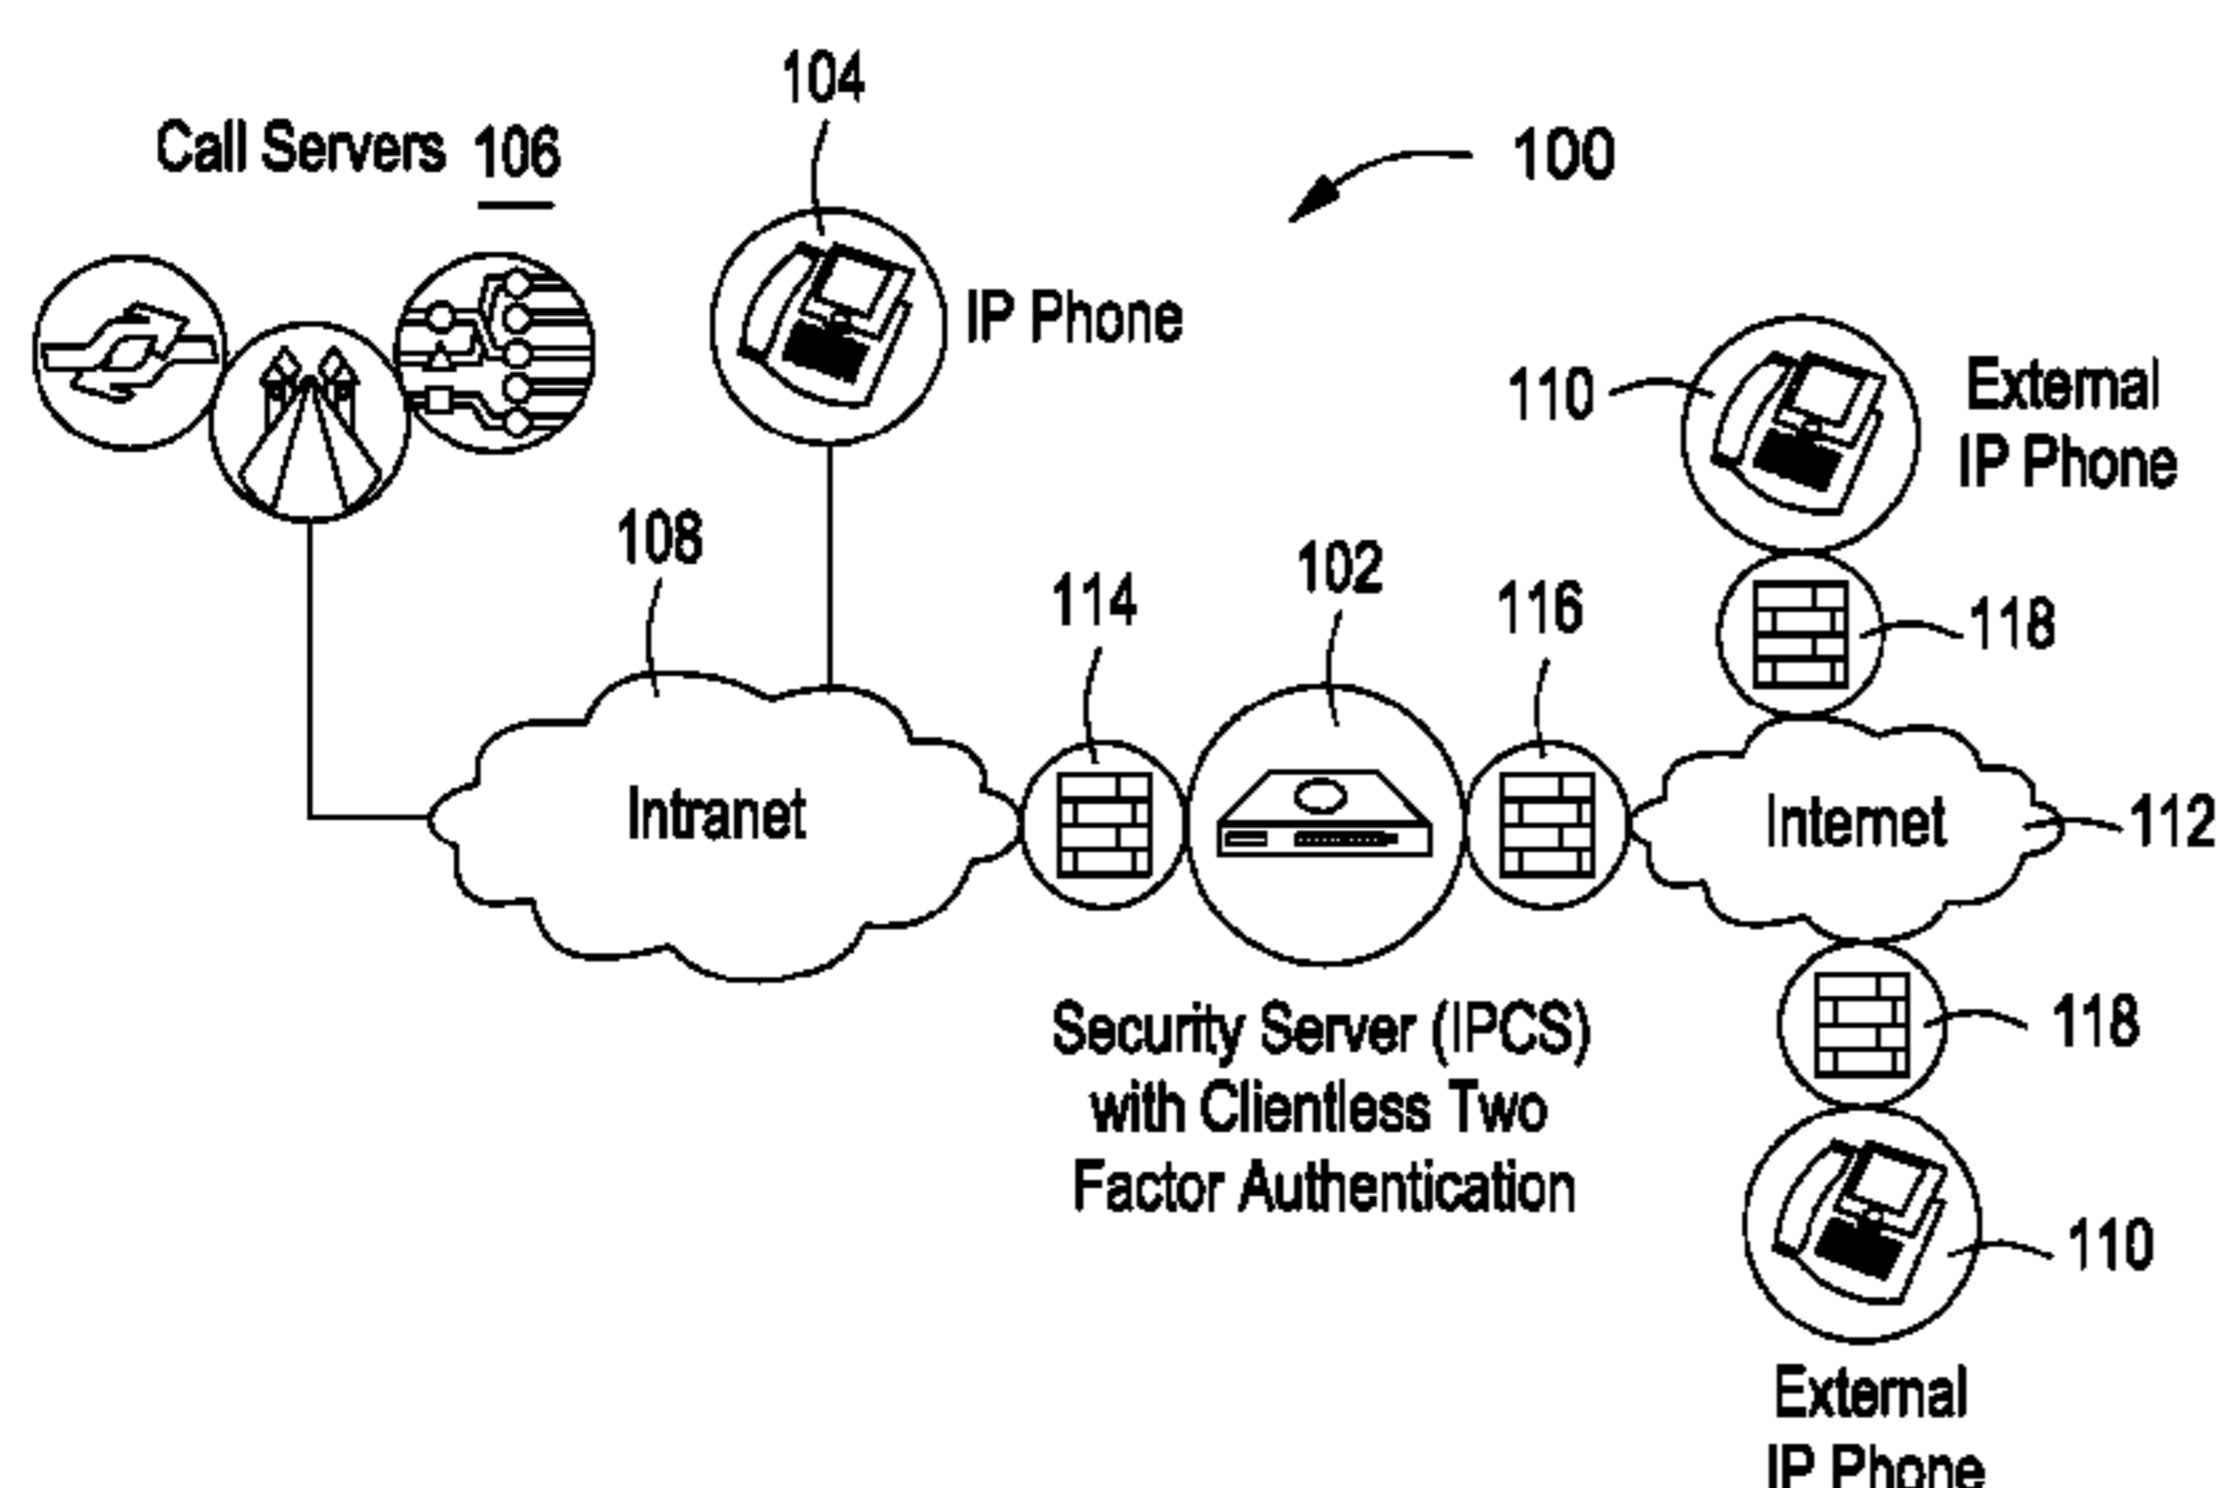 104
Call Servers 106
100
IP Phone
110
External
IP Phone
108
114
102
116
118
Intranet
Internet
112
Security Server (IPCS)
with Clientless Two
Factor Authentication
118
110
External
IP Phone